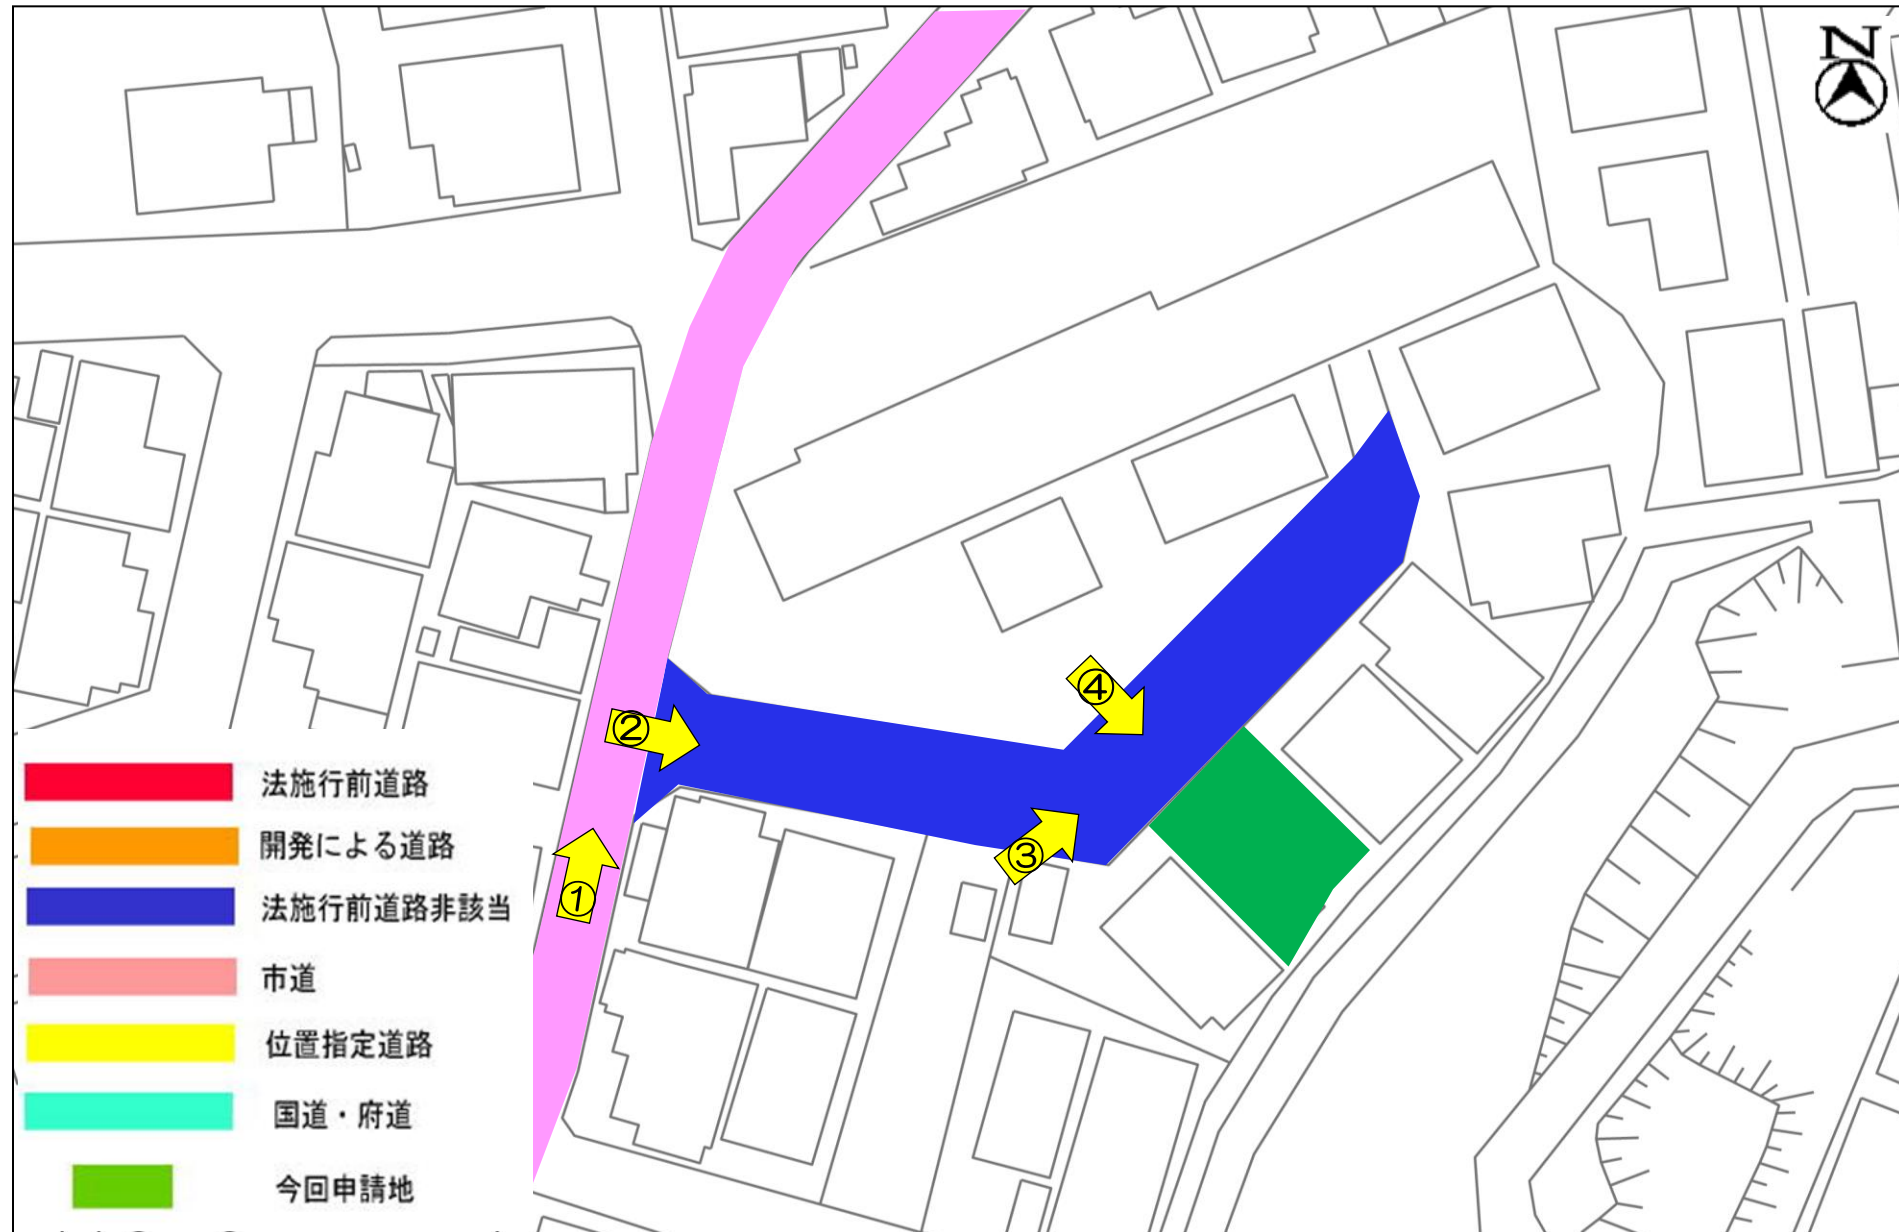 N
④
②
③
①
法施行前道路
開発による道路
法施行前道路非該当
市道
位置指定道路
国道・府道
今回申請地